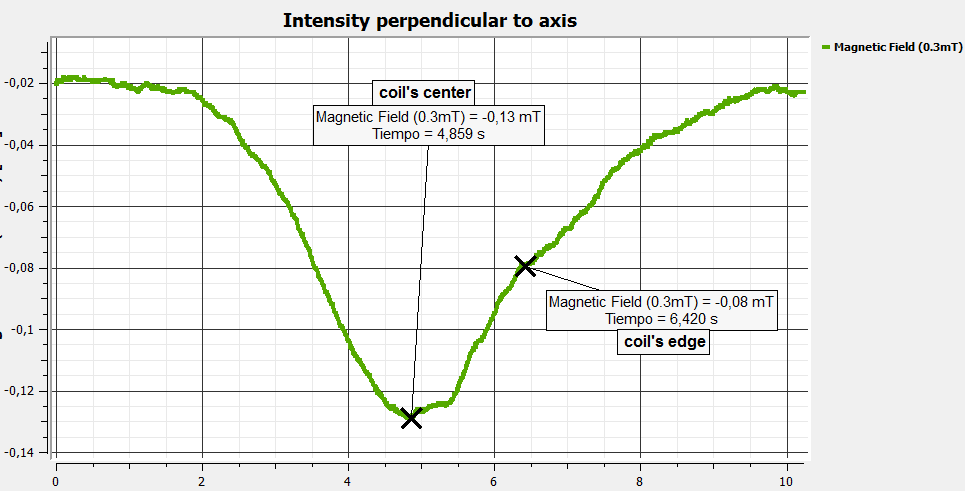 Intensity perpendicular to axis
Magnetic Field (0.3mT)
-0,02
-0,04
-0,06
-0,08
-0,1
-0,12
-0,14
coil's center
Magnetic Field (0.3mT) = -0,13 mT
Tiempo = 4,859 s
Magnetic Field (0.3mT) = -0,08 mT
Tiempo = 6,420 s
coil's edge
0 2 4 6 8 10